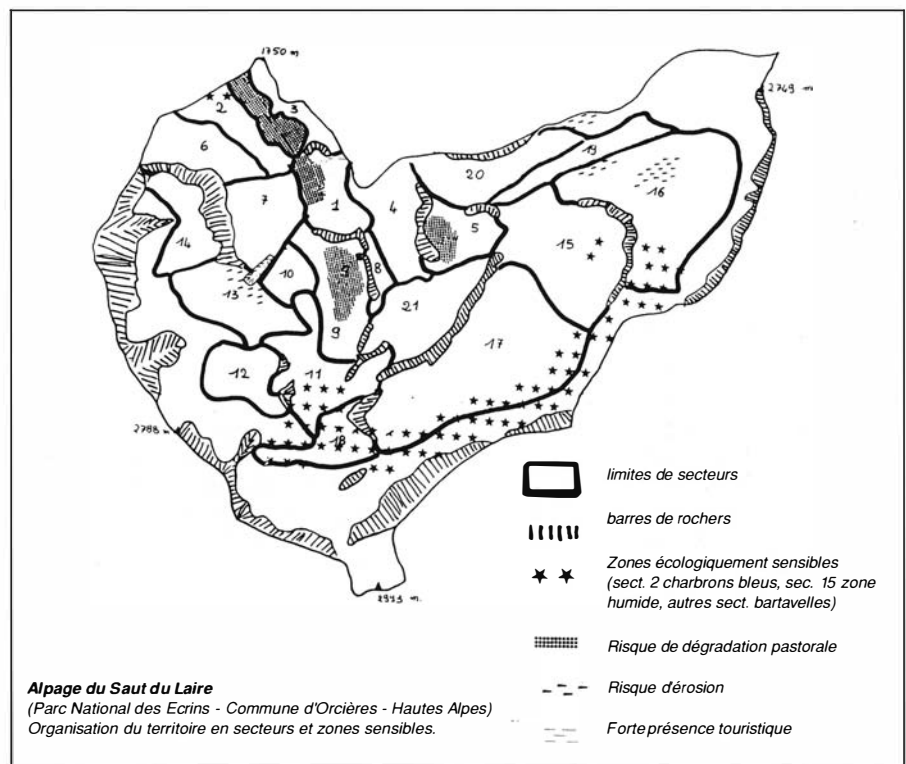 1750 m
2749 m
2
3
6
19
20
16
7
1
4
5
14
15
10
8
13
9
21
17
12
11
2788 m
18
2973 m.
limites de secteurs
barres de rochers
Zones écologiquement sensibles
(sect. 2 charbrons bleus, sec. 15 zone
humide, autres sect. bartavelles)
Risque de dégradation pastorale
Risque d'érosion
Forte présence touristique
Alpage du Saut du Laire
(Parc National des Ecrins - Commune d'Orcières - Hautes Alpes)
Organisation du territoire en secteurs et zones sensibles.